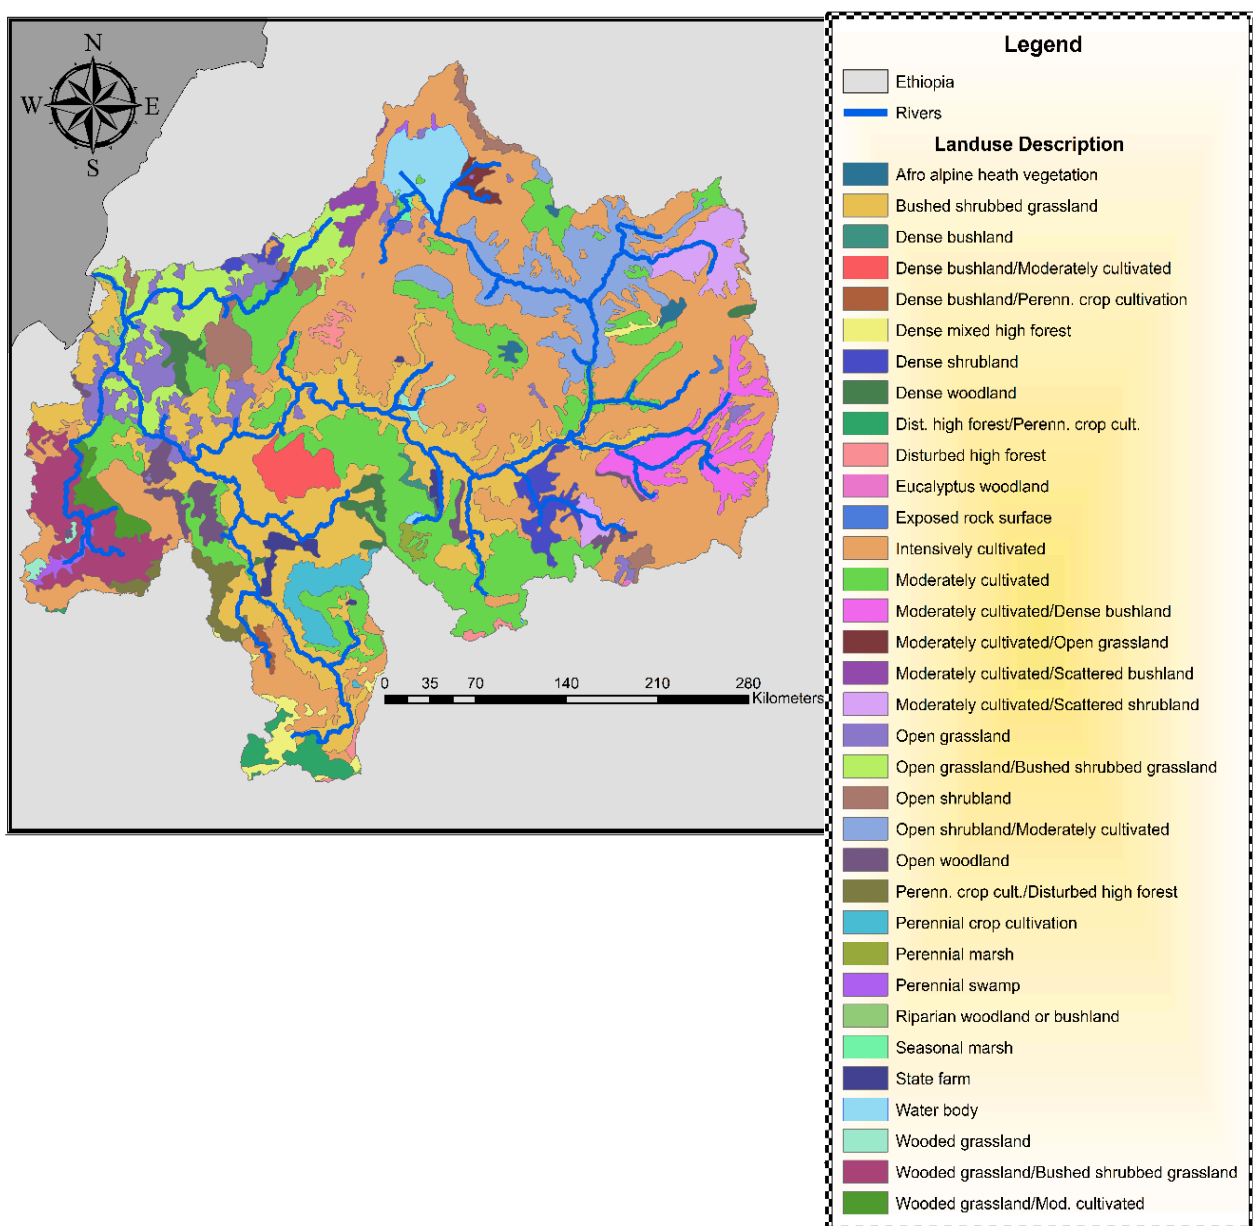 N
W E
S
0 35 70 140 210 280
Kilometers
Legend
Ethiopia
Rivers
Landuse Description
Afro alpine heath vegetation
Bushed shrubbed grassland
Dense bushland
Dense bushland/Moderately cultivated
Dense bushland/Perenn. crop cultivation
Dense mixed high forest
Dense shrubland
Dense woodland
Dist. high forest/Perenn. crop cult.
Disturbed high forest
Eucalyptus woodland
Exposed rock surface
Intensively cultivated
Moderately cultivated
Moderately cultivated/Dense bushland
Moderately cultivated/Open grassland
Moderately cultivated/Scattered bushland
Moderately cultivated/Scattered shrubland
Open grassland
Open grassland/Bushed shrubbed grassland
Open shrubland
Open shrubland/Moderately cultivated
Open woodland
Perenn. crop cult./Disturbed high forest
Perennial crop cultivation
Perennial marsh
Perennial swamp
Riparian woodland or bushland
Seasonal marsh
State farm
Water body
Wooded grassland
Wooded grassland/Bushed shrubbed grassland
Wooded grassland/Mod. cultivated